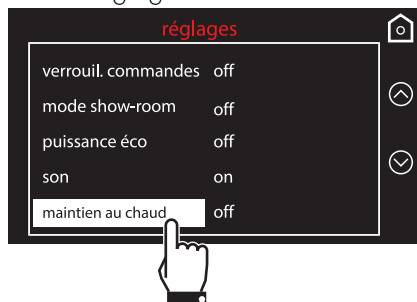 réglages
verrouil. commandes off
mode show-room off
puissance éco off
son on
maintien au chaud off